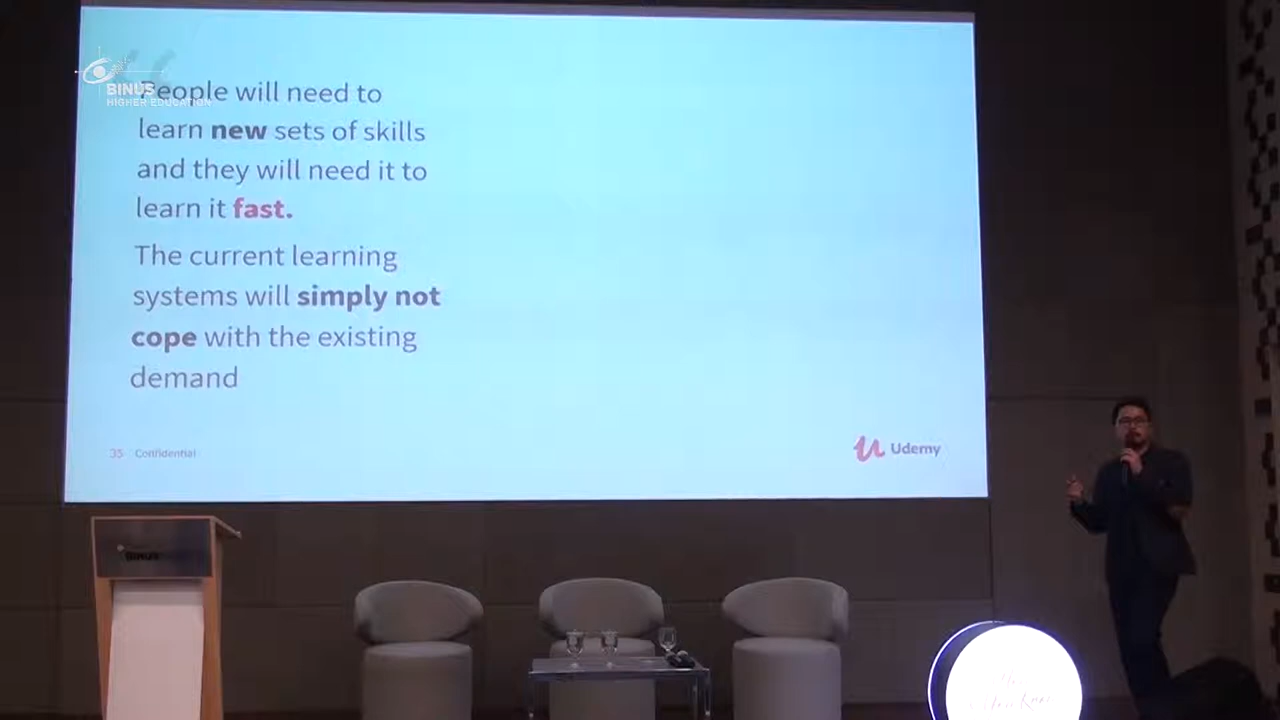 BINUS
HIGHER EDUCATION
People will need to
learn new sets of skills
and they will need it to
learn it fast.
The current learning
systems will simply not
cope with the existing
demand
35 Confidential
Udemy
BINUS